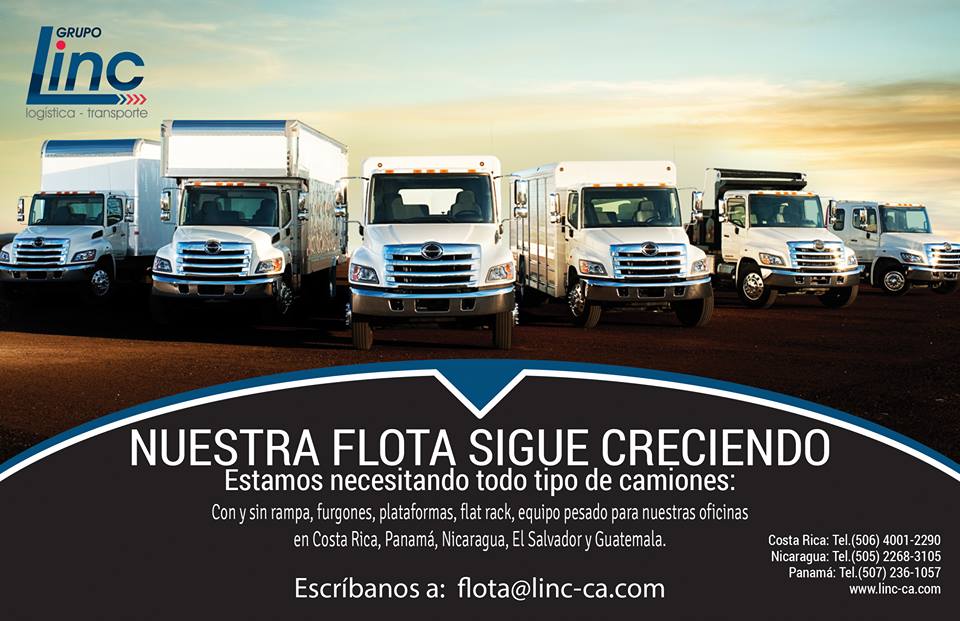 GRUPO
Linc
logística - transporte
NUESTRA FLOTA SIGUE CRECIENDO
Estamos necesitando todo tipo de camiones:
Con y sin rampa, furgones, plataformas, flat rack, equipo pesado para nuestras oficinas
en Costa Rica, Panamá, Nicaragua, El Salvador y Guatemala.
Costa Rica: Tel.(506) 4001-2290
Nicaragua: Tel.(505) 2268-3105
Panamá: Tel.(507) 236-1057
www.linc-ca.com
Escríbanos a: flota@linc-ca.com